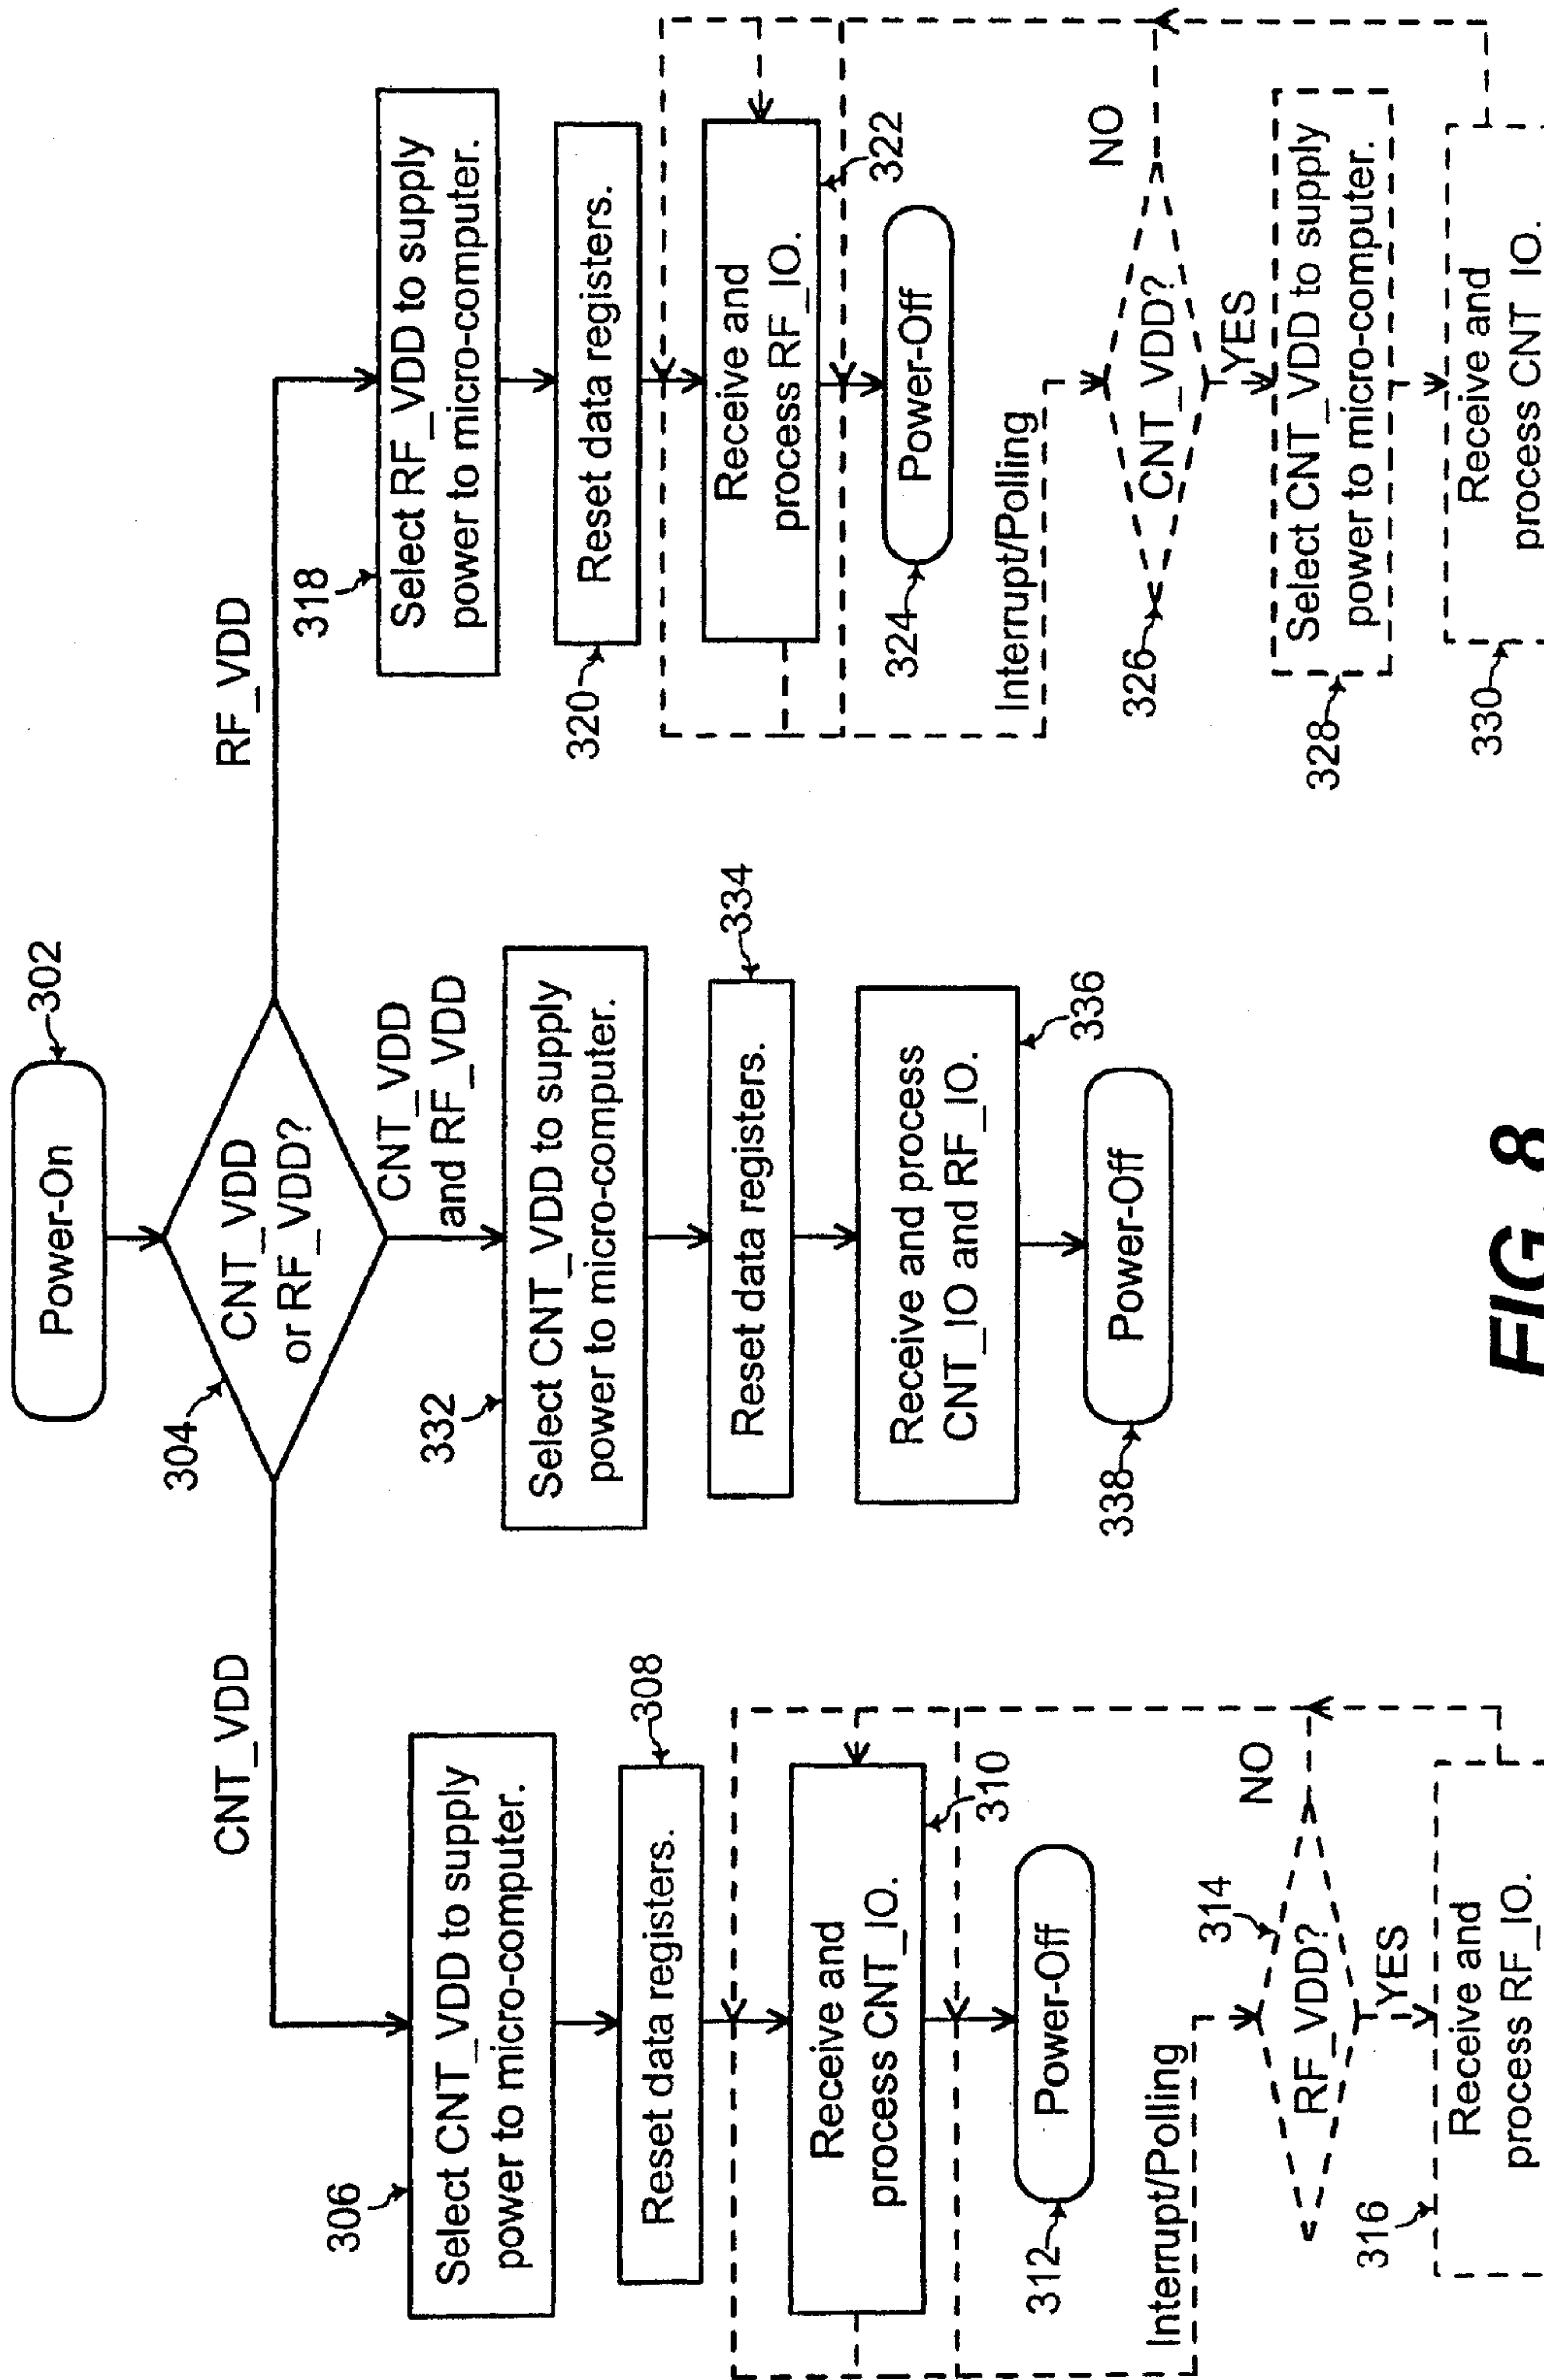 Power-On
302
304
CNT_VDD
or RF_VDD?
CNT_VDD
306
Select CNT_VDD to supply
power to micro-computer.
308
Reset data registers.
Receive and
process CNT_IO.
310
312
Power-Off
Interrupt/Polling
314
RF_VDD?
NO
YES
316
Receive and
process RF_IO.
CNT_VDD
and RF_VDD
332
Select CNT_VDD to supply
power to micro-computer.
334
Reset data registers.
Receive and process
CNT_IO and RF_IO.
336
338
Power-Off
RF_VDD
318
Select RF_VDD to supply
power to micro-computer.
320
Reset data registers.
Receive and
process RF_IO.
322
324
Power-Off
Interrupt/Polling
326
CNT_VDD?
NO
YES
328
Select CNT_VDD to supply
power to micro-computer.
330
Receive and
process CNT_IO.
FIG. 8